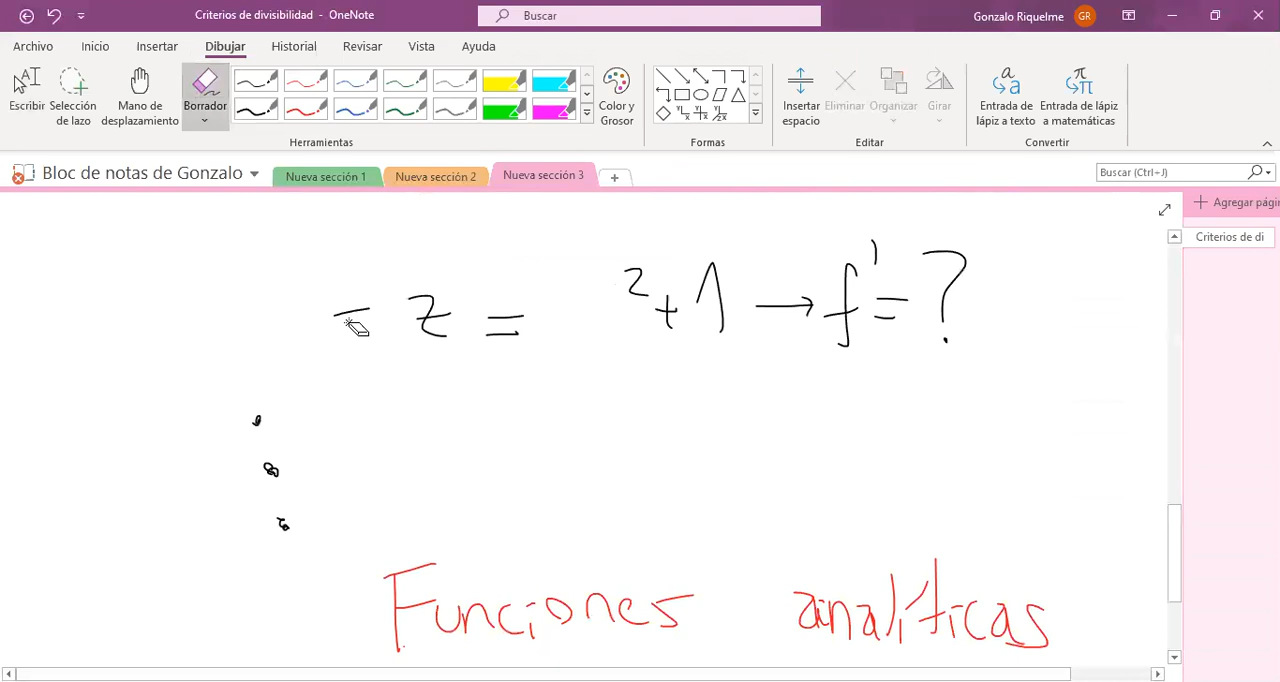 Criterios de divisibilidad - OneNote
Buscar
Gonzalo Riquelme GR
Archivo Inicio Insertar Dibujar Historial Revisar Vista Ayuda
Escribir
Selección de lazo
Mano de desplazamiento
Borrador
Color y Grosor
Insertar espacio
Eliminar
Organizar
Girar
Entrada de lápiz a texto
Entrada de lápiz a matemáticas
Herramientas Formas Editar Convertir
Bloc de notas de Gonzalo Nueva sección 1 Nueva sección 2 Nueva sección 3 Buscar (Ctrl+J)
Agregar pági
Criterios de di
- z = ² + 1 → f' = ?
Funciones analíticas